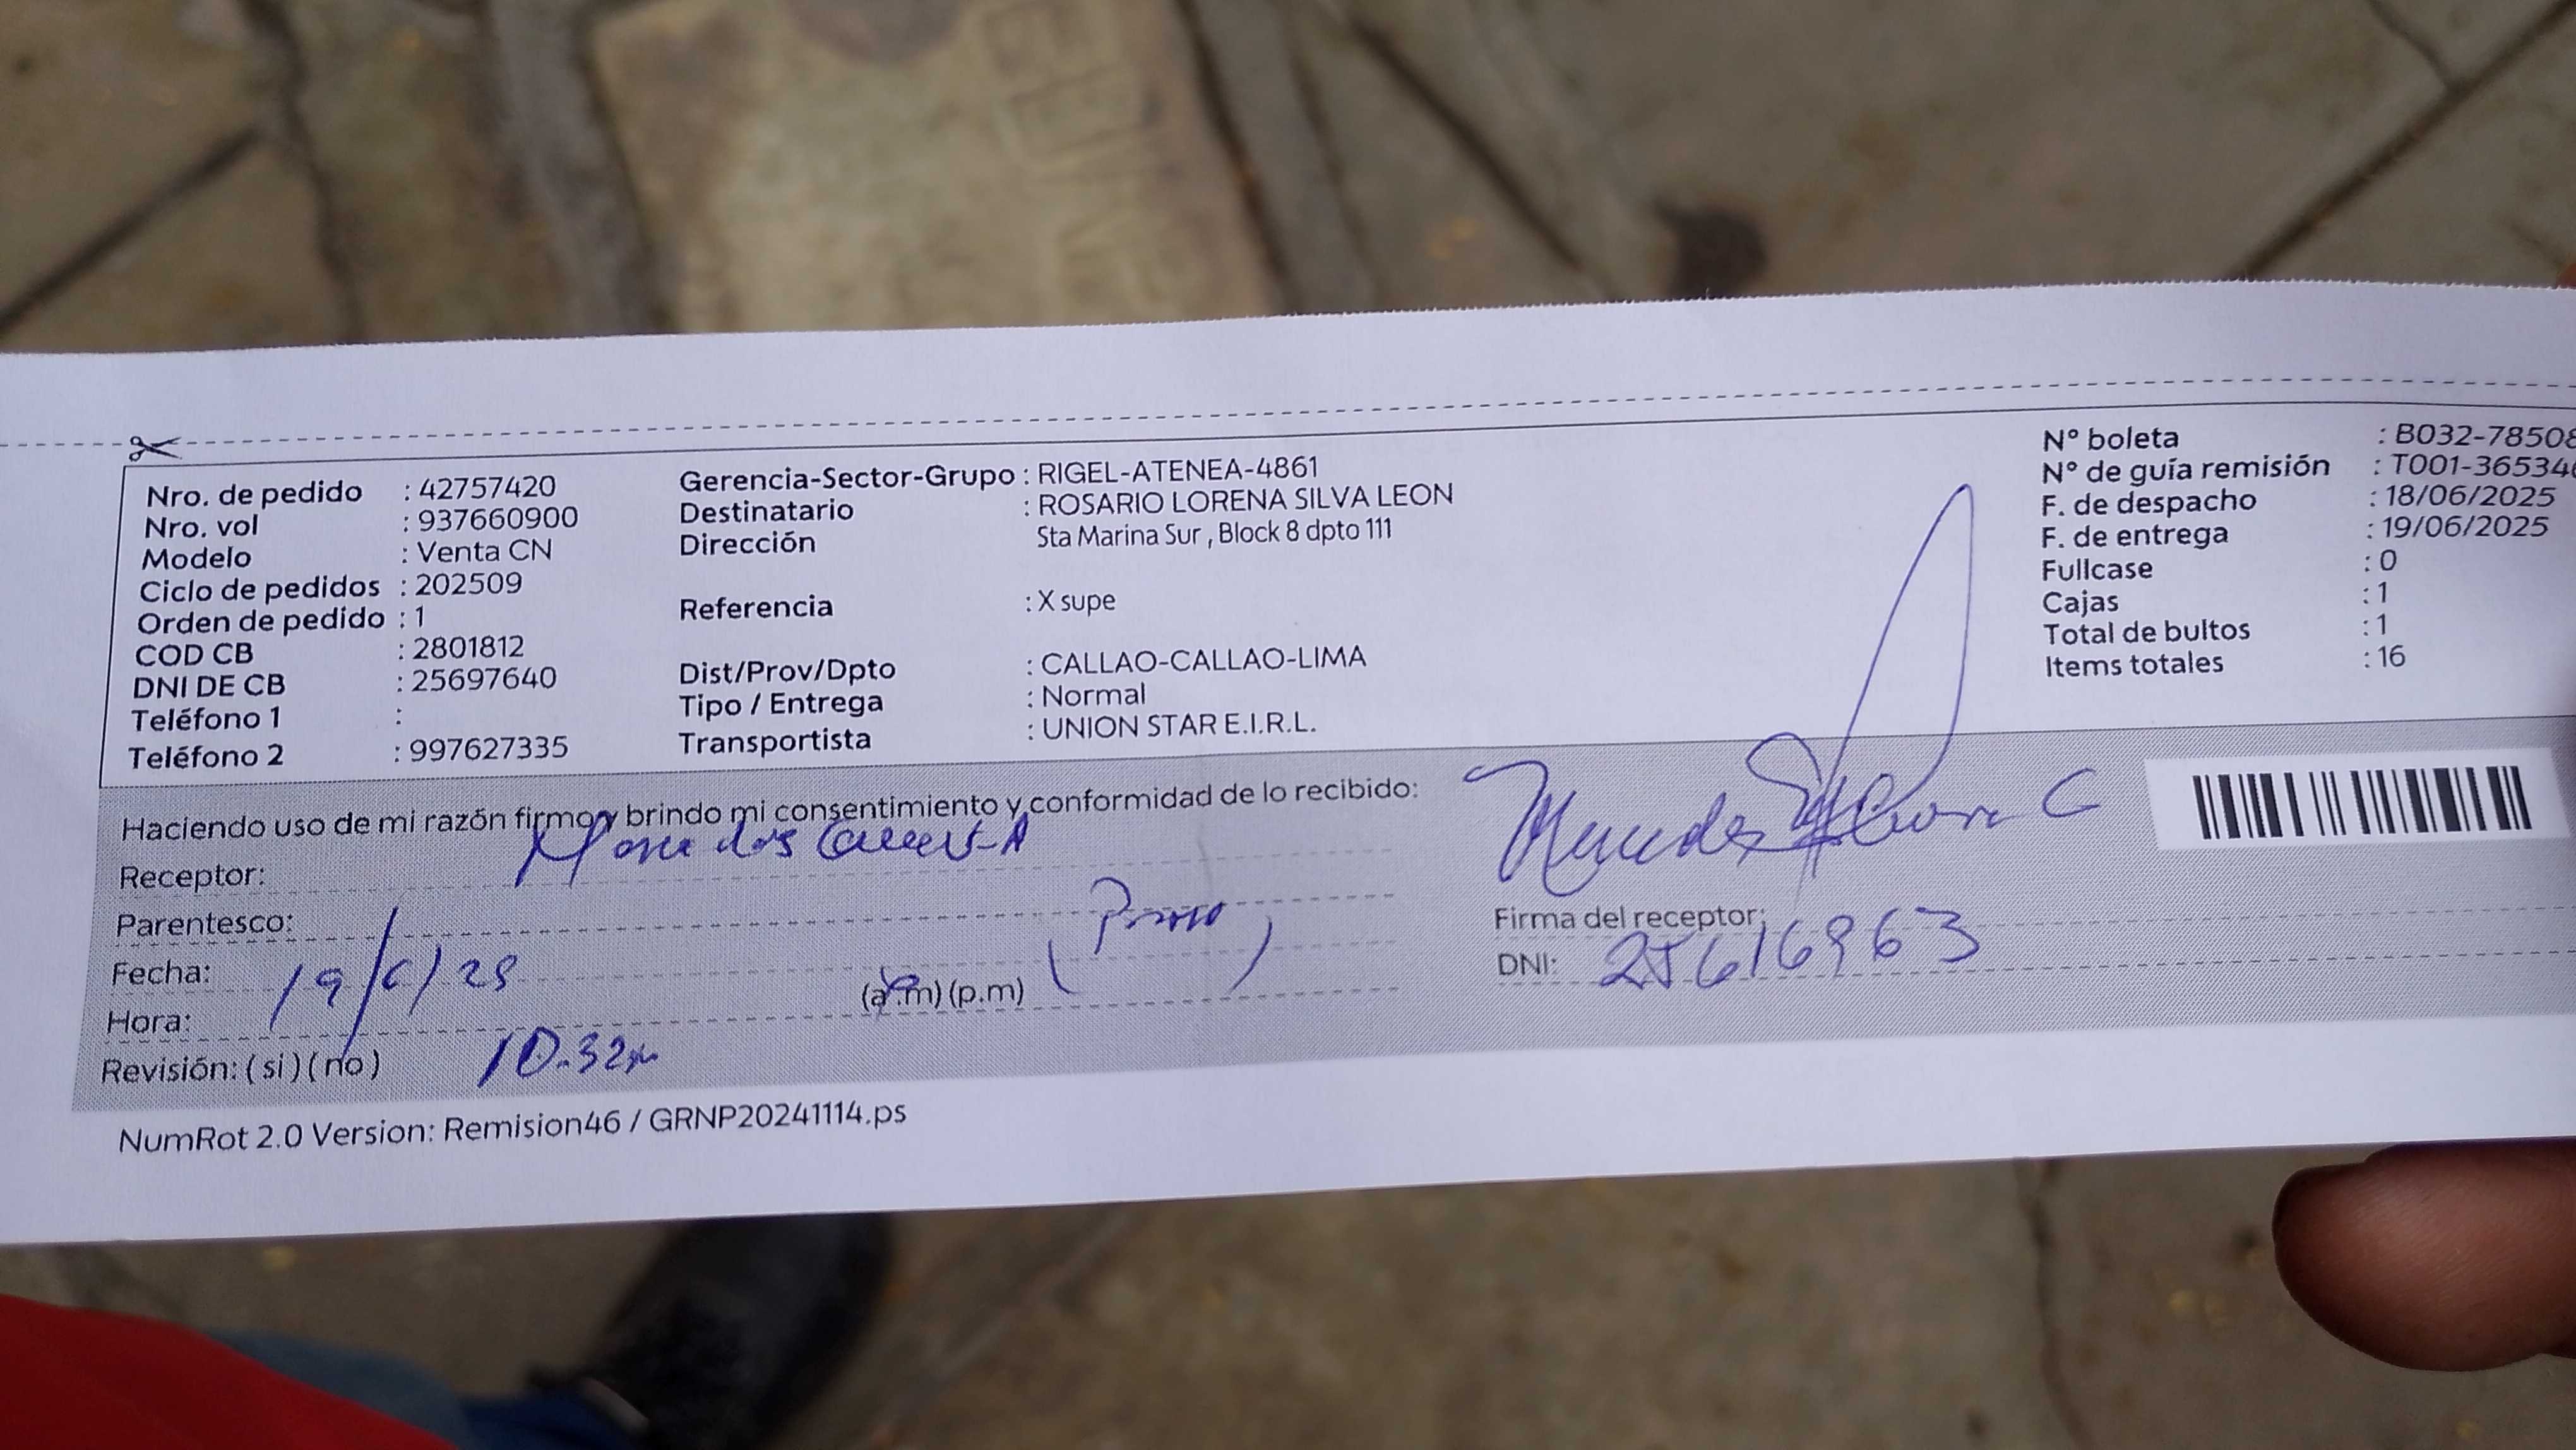 Nro. de pedido : 42757420
Nro. vol : 937660900
Modelo : Venta CN
Ciclo de pedidos : 202509
Orden de pedido : 1
COD CB : 2801812
DNI DE CB : 25697640
Teléfono 1 :
Teléfono 2 : 997627335
Gerencia-Sector-Grupo : RIGEL-ATENEA-4861
Destinatario : ROSARIO LORENA SILVA LEON
Dirección Sta Marina Sur , Block 8 dpto 111
Referencia : X supe
Dist/Prov/Dpto : CALLAO-CALLAO-LIMA
Tipo / Entrega : Normal
Transportista : UNION STAR E.I.R.L.
N° boleta : B032-78508
N° de guía remisión : T001-36534
F. de despacho : 18/06/2025
F. de entrega : 19/06/2025
Fullcase : 0
Cajas : 1
Total de bultos : 1
Items totales : 16
Haciendo uso de mi razón firmo y brindo mi consentimiento y conformidad de lo recibido:
Receptor:
Parentesco:
Fecha: 19/6/25
Hora: (a.m) (p.m)
Revisión: ( si ) ( no ) 10.32
Mercedes C
Firma del receptor:
DNI: 25616963
NumRot 2.0 Version: Remision46 / GRNP20241114.ps